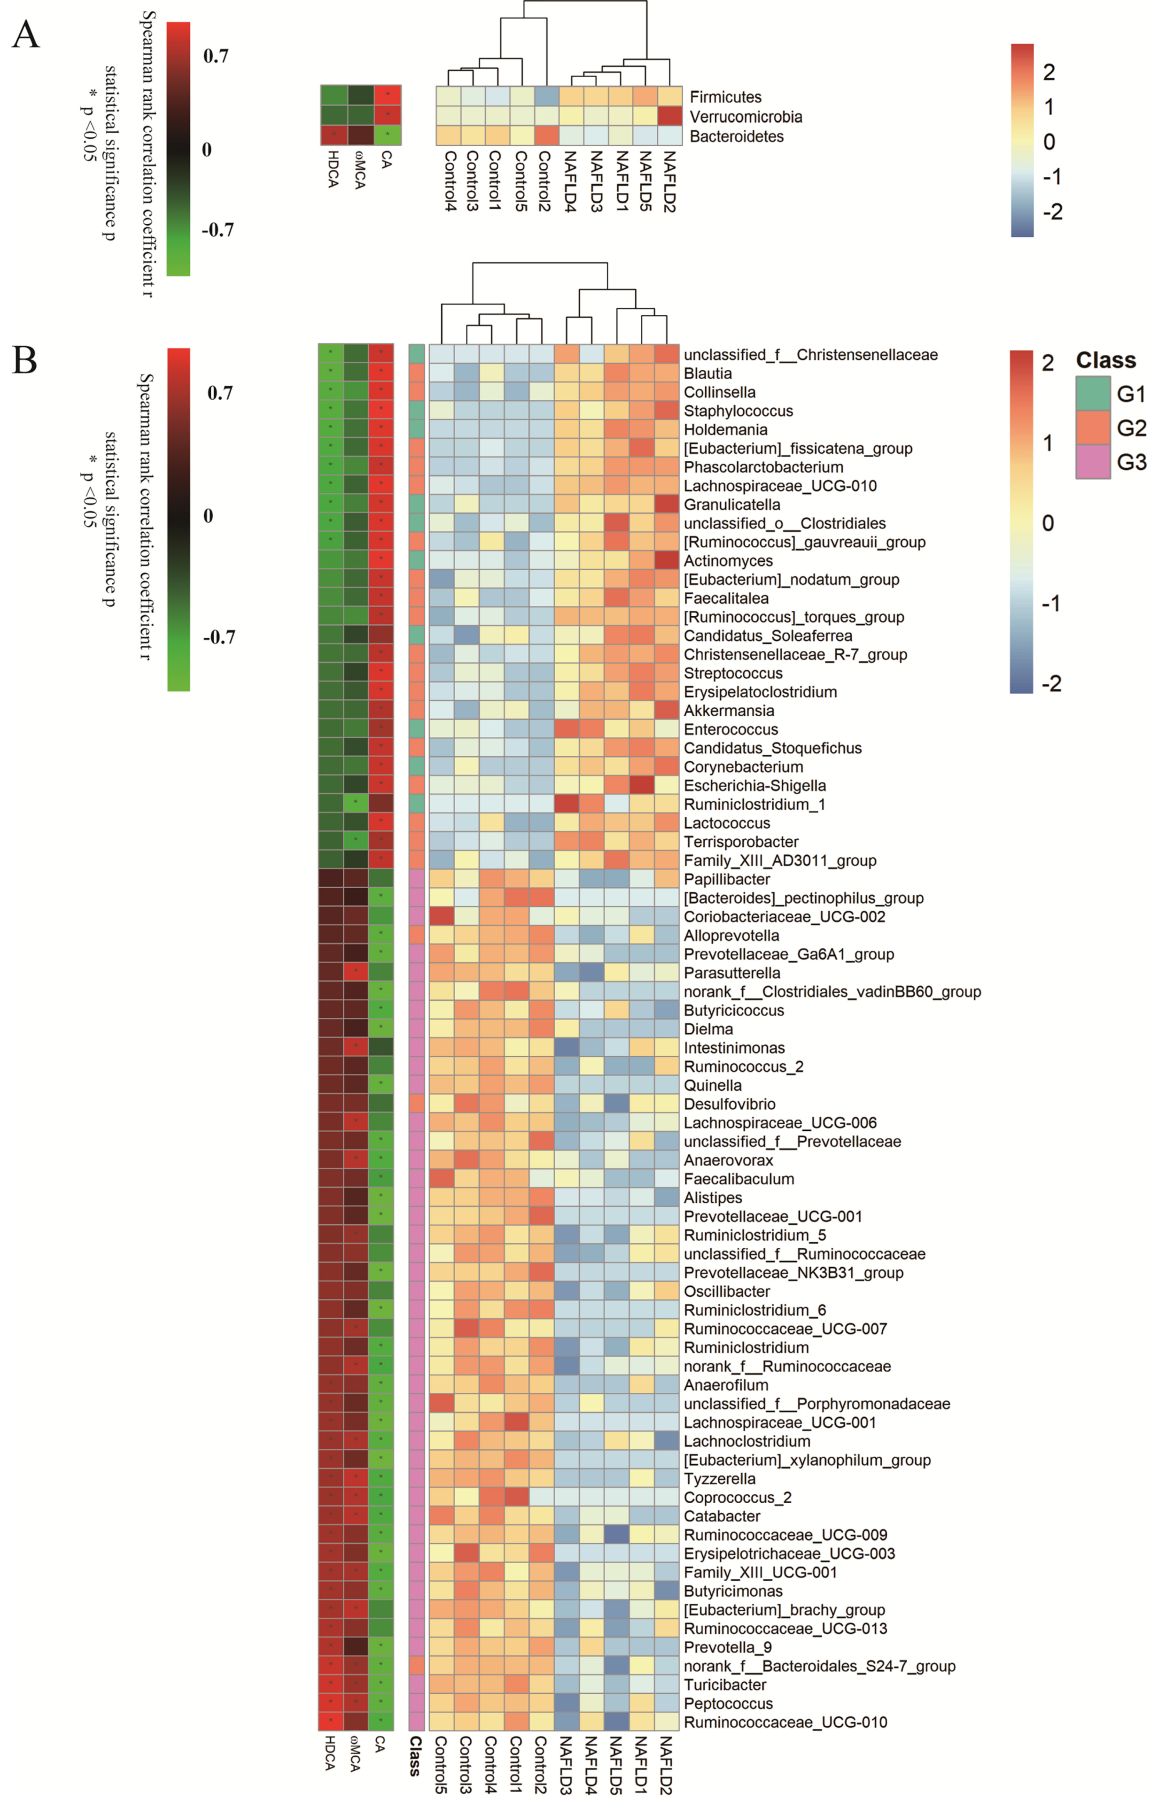 A
Spearman rank correlation coefficient r
statistical significance p
* p <0.05
0.7
0
-0.7
HDCA
ωMCA
CA
Firmicutes
Verrucomicrobia
Bacteroidetes
Control4
Control3
Control1
Control5
Control2
NAFLD4
NAFLD3
NAFLD1
NAFLD5
NAFLD2
2
1
0
-1
-2
B
Spearman rank correlation coefficient r
statistical significance p
* p <0.05
0.7
0
-0.7
unclassified_f__Christensenellaceae
Blautia
Collinsella
Staphylococcus
Holdemania
[Eubacterium]_fissicatena_group
Phascolarctobacterium
Lachnospiraceae_UCG-010
Granulicatella
unclassified_o__Clostridiales
[Ruminococcus]_gauvreauii_group
Actinomyces
[Eubacterium]_nodatum_group
Faecalitalea
[Ruminococcus]_torques_group
Candidatus_Soleaferrea
Christensenellaceae_R-7_group
Streptococcus
Erysipelatoclostridium
Akkermansia
Enterococcus
Candidatus_Stoquefichus
Corynebacterium
Escherichia-Shigella
Ruminiclostridium_1
Lactococcus
Terrisporobacter
Family_XIII_AD3011_group
Papillibacter
[Bacteroides]_pectinophilus_group
Coriobacteriaceae_UCG-002
Alloprevotella
Prevotellaceae_Ga6A1_group
Parasutterella
norank_f__Clostridiales_vadinBB60_group
Butyricicoccus
Dielma
Intestinimonas
Ruminococcus_2
Quinella
Desulfovibrio
Lachnospiraceae_UCG-006
unclassified_f__Prevotellaceae
Anaerovorax
Faecalibaculum
Alistipes
Prevotellaceae_UCG-001
Ruminiclostridium_5
unclassified_f__Ruminococcaceae
Prevotellaceae_NK3B31_group
Oscillibacter
Ruminiclostridium_6
Ruminococcaceae_UCG-007
Ruminiclostridium
norank_f__Ruminococcaceae
Anaerofilum
unclassified_f__Porphyromonadaceae
Lachnospiraceae_UCG-001
Lachnoclostridium
[Eubacterium]_xylanophilum_group
Tyzzerella
Coprococcus_2
Catabacter
Ruminococcaceae_UCG-009
Erysipelotrichaceae_UCG-003
Family_XIII_UCG-001
Butyricimonas
[Eubacterium]_brachy_group
Ruminococcaceae_UCG-013
Prevotella_9
norank_f__Bacteroidales_S24-7_group
Turicibacter
Peptococcus
Ruminococcaceae_UCG-010
HDCA
ωMCA
CA
Class
Control5
Control3
Control4
Control1
Control2
NAFLD3
NAFLD4
NAFLD5
NAFLD1
NAFLD2
2
1
0
-1
-2
Class
G1
G2
G3